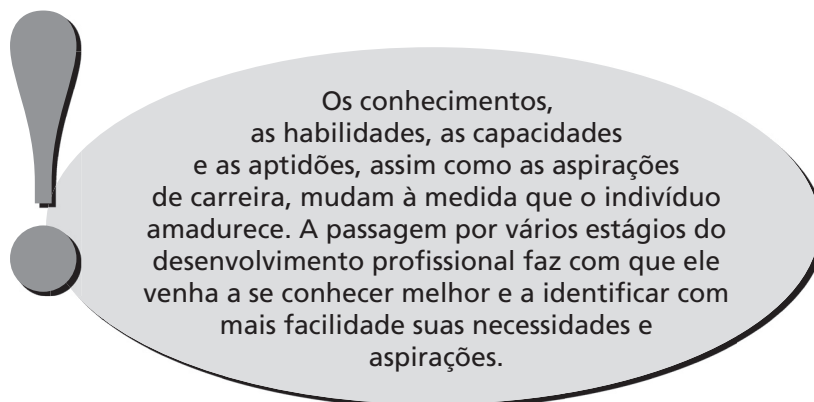 Os conhecimentos,
as habilidades, as capacidades
e as aptidões, assim como as aspirações
de carreira, mudam à medida que o indivíduo
amadurece. A passagem por vários estágios do
desenvolvimento profissional faz com que ele
venha a se conhecer melhor e a identificar com
mais facilidade suas necessidades e
aspirações.